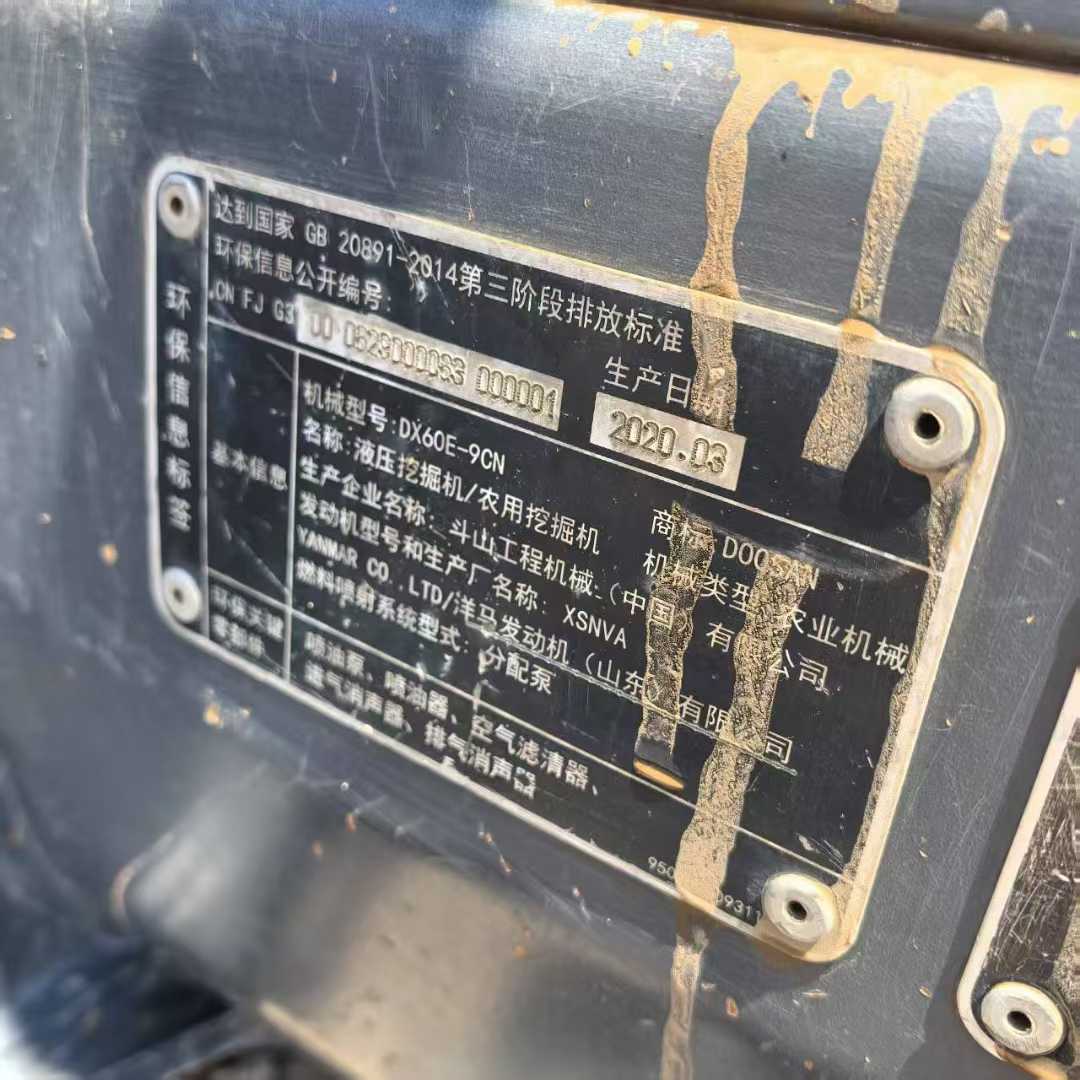 环保信息标签
达到国家 GB 20891-2014第三阶段排放标准
环保信息公开编号:
CN FJ G3 00 0629000063 000001
生产日期
2020.03
基本信息
机械型号:DX60E-9CN
商标:DOOSAN
名称:液压挖掘机/农用挖掘机
机械类型:农业机械
生产企业名称: 斗山工程机械(中国)有限公司
发动机型号和生产厂名称: XSNVA
YANMAR CO.,LTD/洋马发动机(山东)有限公司
燃料喷射系统型式: 分配泵
环保关键
零部件
喷油泵、喷油器、空气滤清器、
进气消声器、排气消声器